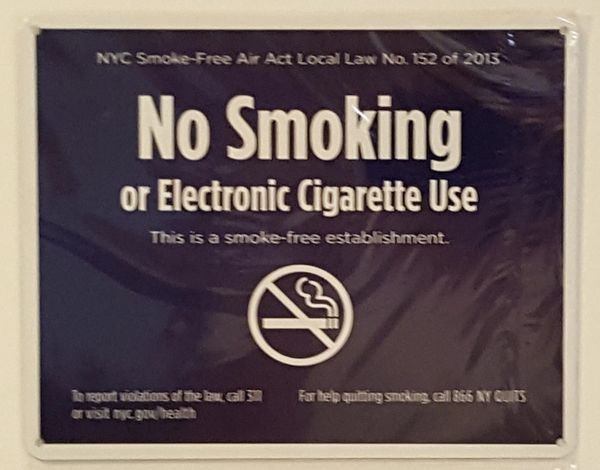 NYC Smoke-Free Air Act Local Law No. 152 of 2013
No Smoking
or Electronic Cigarette Use
This is a smoke-free establishment.
To report violations of the law, call 311
or visit nyc.gov/health
For help quitting smoking, call 866 NY QUITS